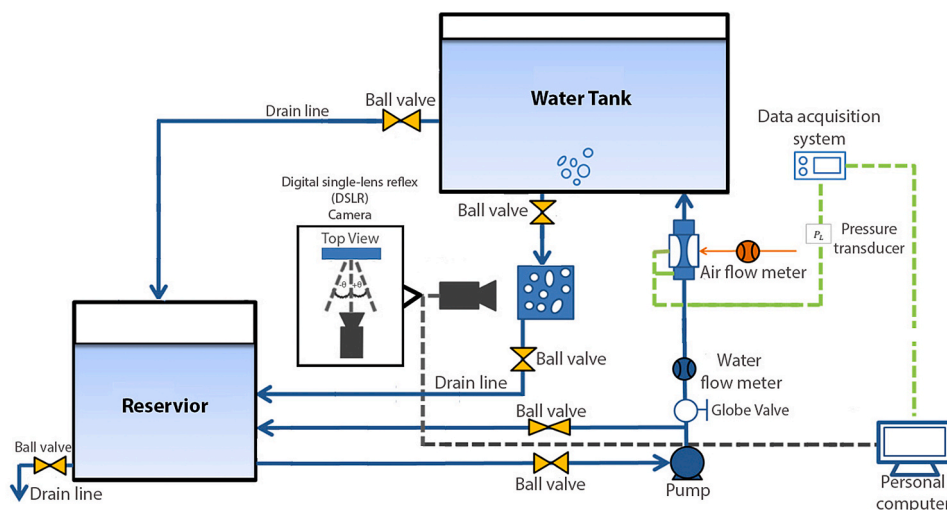 Water Tank
Ball valve
Drain line
Data acquisition
system
Digital single-lens reflex
(DSLR)
Camera
Top View
-θ +θ
Ball valve
P_L
Pressure
transducer
Air flow meter
Ball valve
Water
flow meter
Drain line
Reservior
Ball valve
Globe Valve
Ball valve
Drain line
Ball valve
Pump
Personal
computer